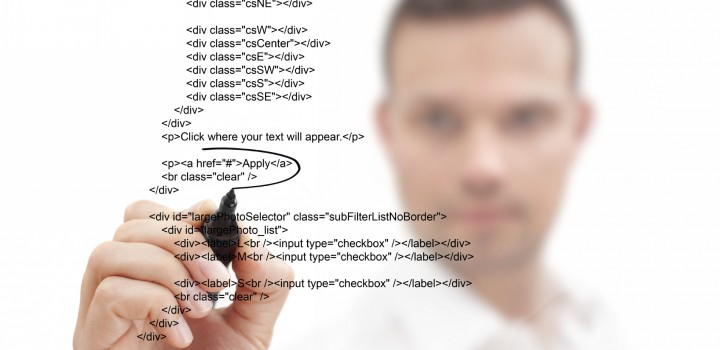 <div class="csNE"></div>
<div class="csW"></div>
<div class="csCenter"></div>
<div class="csE"></div>
<div class="csSW"></div>
<div class="csS"></div>
<div class="csSE"></div>
</div>
</div>
<p>Click where your text will appear.</p>
<p><a href="#">Apply</a>
<br class="clear" />
</div>
<div id="largePhotoSelector" class="subFilterListNoBorder">
<div id="largePhoto_list">
<div><label>L<br /><input type="checkbox" /></label></div>
<div><label>M<br /><input type="checkbox" /></label></div>
<div><label>S<br /><input type="checkbox" /></label></div>
<br class="clear" />
</div>
</div>
</div>